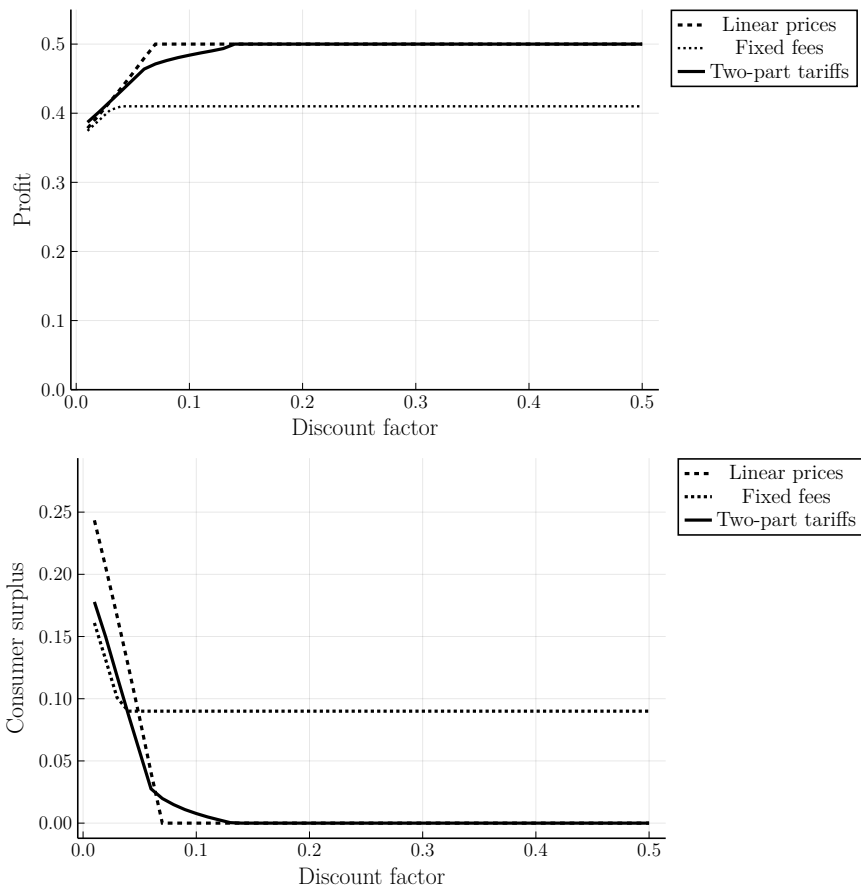 Linear prices
Fixed fees
Two-part tariffs
0.5
0.4
0.3
0.2
0.1
0.0
Profit
0.0 0.1 0.2 0.3 0.4 0.5
Discount factor
Linear prices
Fixed fees
Two-part tariffs
0.25
0.20
0.15
0.10
0.05
0.00
Consumer surplus
0.0 0.1 0.2 0.3 0.4 0.5
Discount factor